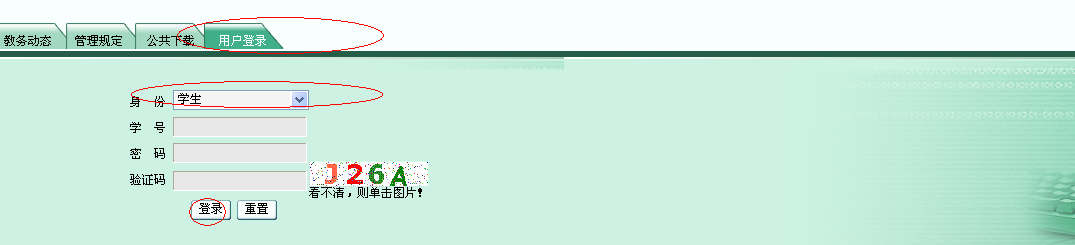 教务动态 管理规定 公共下载 用户登录
身 份 学生
学 号
密 码
验证码 J26A
看不清，则单击图片！
登录 重置